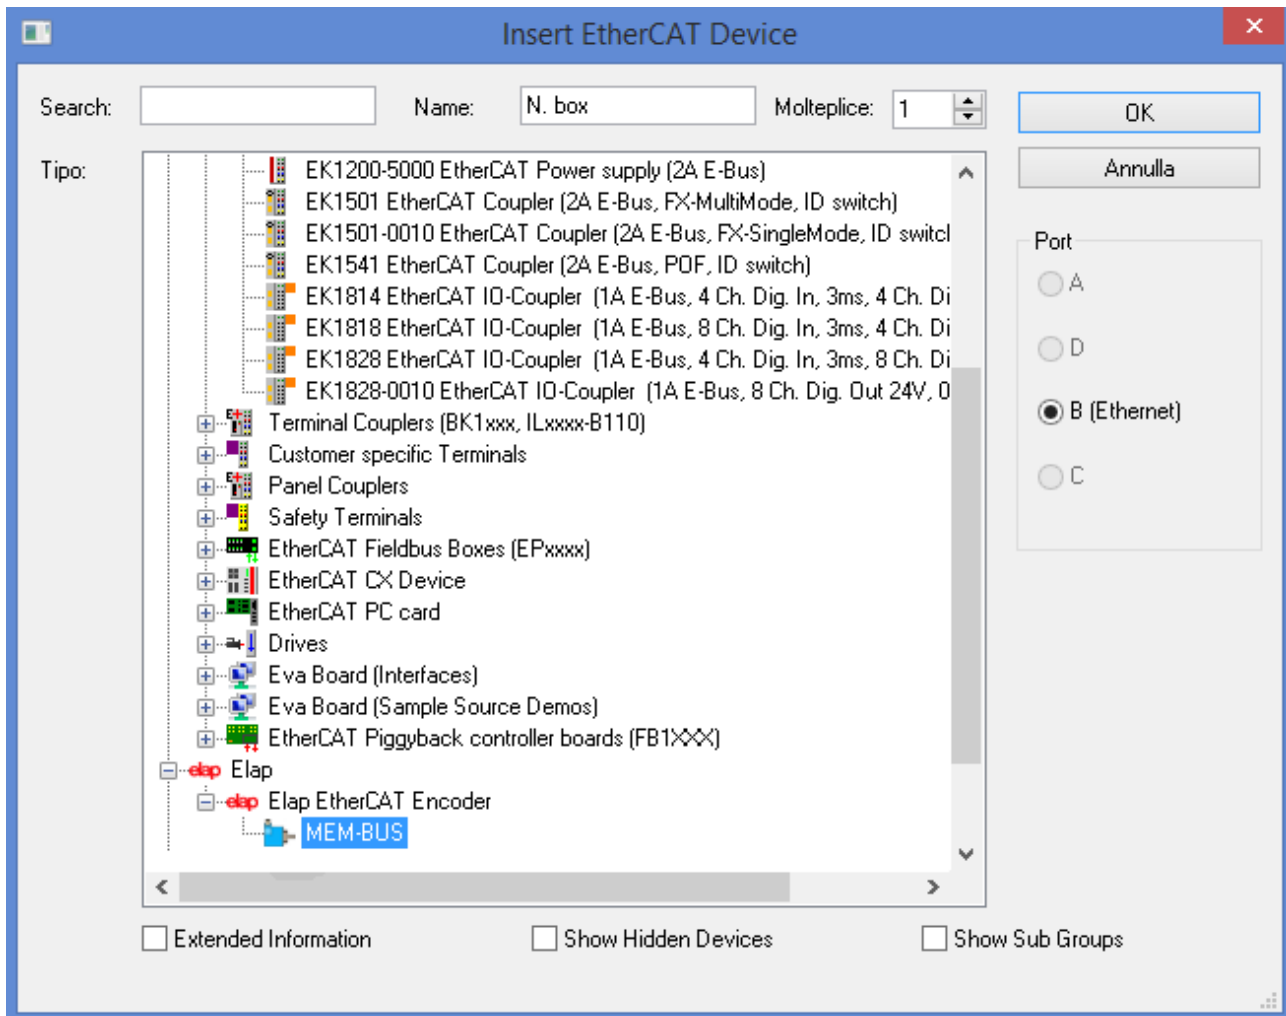 Insert EtherCAT Device
Search:
Name: N. box
Molteplice: 1
OK
Tipo:
Annulla
EK1200-5000 EtherCAT Power supply (2A E-Bus)
EK1501 EtherCAT Coupler (2A E-Bus, FX-MultiMode, ID switch)
EK1501-0010 EtherCAT Coupler (2A E-Bus, FX-SingleMode, ID switcl
EK1541 EtherCAT Coupler (2A E-Bus, POF, ID switch)
EK1814 EtherCAT IO-Coupler (1A E-Bus, 4 Ch. Dig. In, 3ms, 4 Ch. Di
EK1818 EtherCAT IO-Coupler (1A E-Bus, 8 Ch. Dig. In, 3ms, 4 Ch. Di
EK1828 EtherCAT IO-Coupler (1A E-Bus, 4 Ch. Dig. In, 3ms, 8 Ch. Di
EK1828-0010 EtherCAT IO-Coupler (1A E-Bus, 8 Ch. Dig. Out 24V, 0
Terminal Couplers (BK1xxx, ILxxxx-B110)
Customer specific Terminals
Panel Couplers
Safety Terminals
EtherCAT Fieldbus Boxes (EPxxxx)
EtherCAT CX Device
EtherCAT PC card
Drives
Eva Board (Interfaces)
Eva Board (Sample Source Demos)
EtherCAT Piggyback controller boards (FB1XXX)
elap Elap
elap Elap EtherCAT Encoder
MEM-BUS
Port
A
D
B (Ethernet)
C
Extended Information
Show Hidden Devices
Show Sub Groups